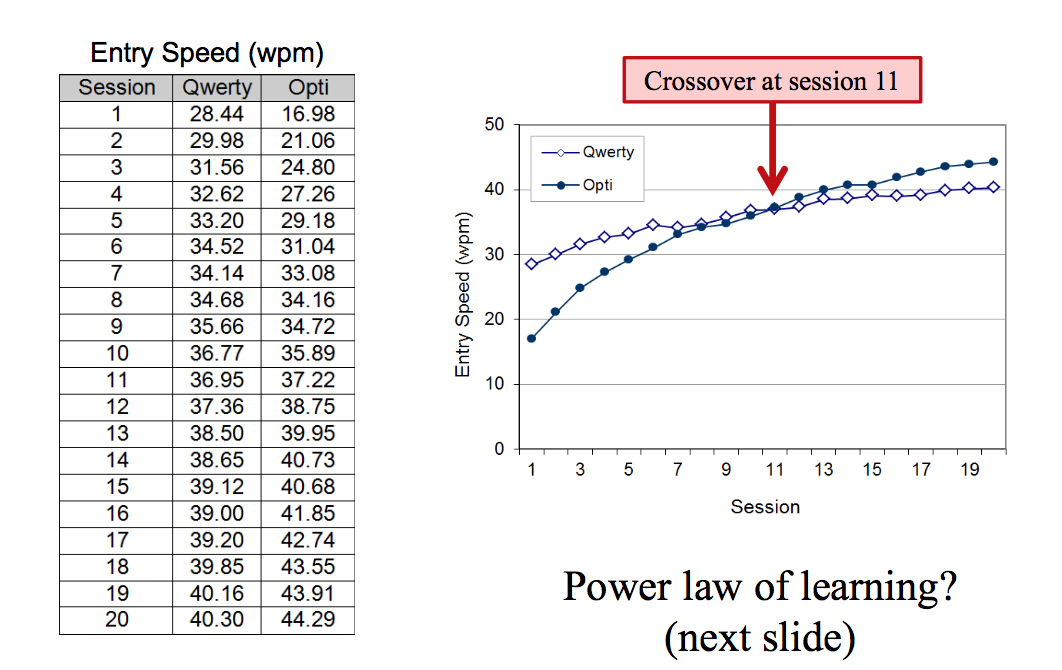 Entry Speed (wpm)
Session Qwerty Opti
1 28.44 16.98
2 29.98 21.06
3 31.56 24.80
4 32.62 27.26
5 33.20 29.18
6 34.52 31.04
7 34.14 33.08
8 34.68 34.16
9 35.66 34.72
10 36.77 35.89
11 36.95 37.22
12 37.36 38.75
13 38.50 39.95
14 38.65 40.73
15 39.12 40.68
16 39.00 41.85
17 39.20 42.74
18 39.85 43.55
19 40.16 43.91
20 40.30 44.29
Crossover at session 11
Qwerty
Opti
Entry Speed (wpm)
50
40
30
20
10
0
1 3 5 7 9 11 13 15 17 19
Session
Power law of learning?
(next slide)